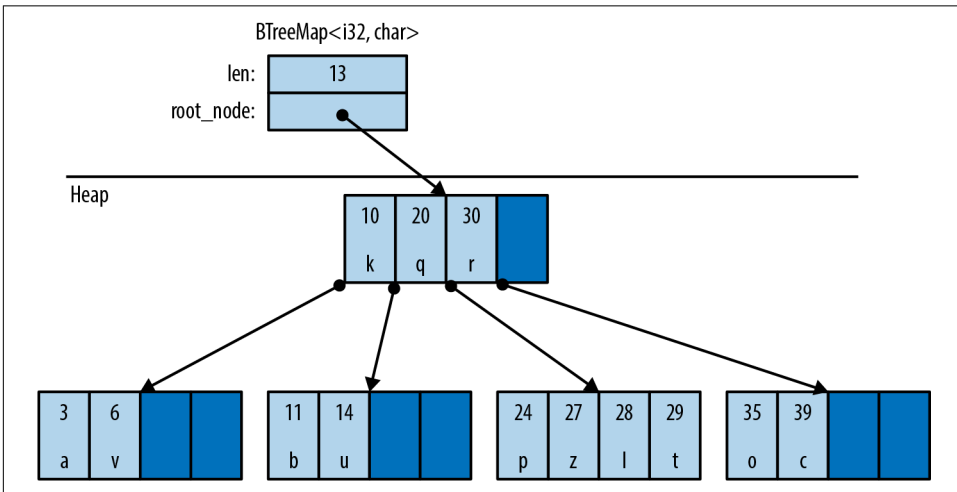 BTreeMap<i32, char>
len: 13
root_node:
Heap
10 20 30
k q r
3 6 11 14 24 27 28 29 35 39
a v b u p z l t o c